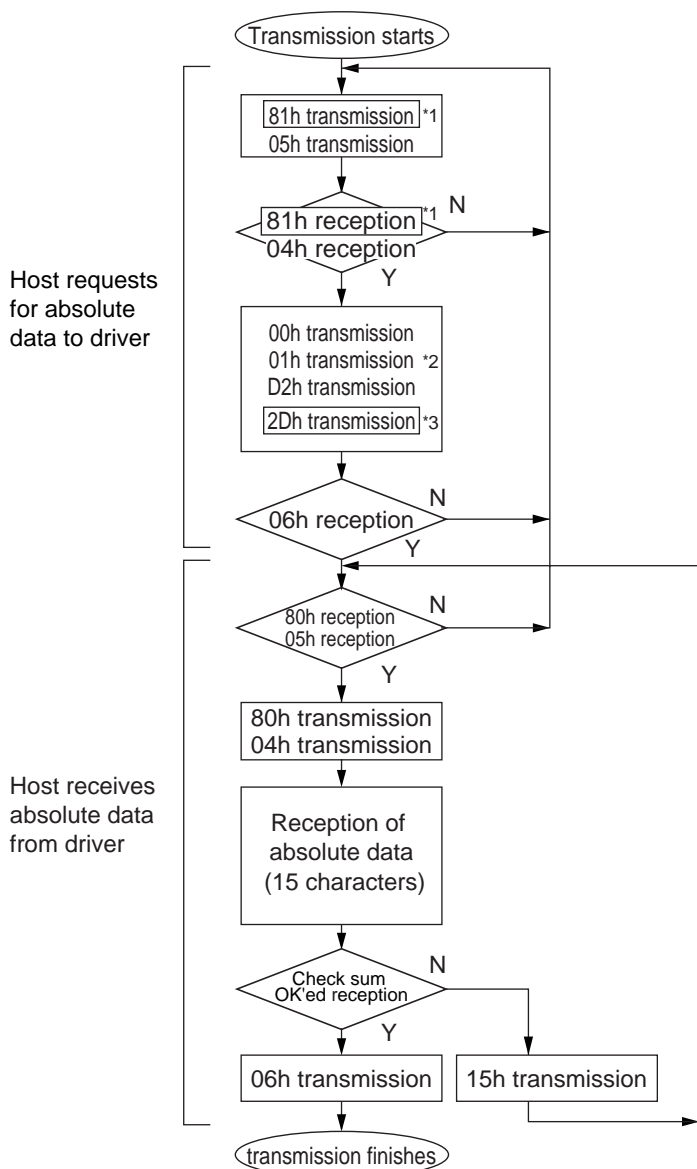 Transmission starts
81h transmission *1
05h transmission
81h reception *1
04h reception
N
Y
Host requests
for absolute
data to driver
00h transmission
01h transmission *2
D2h transmission
2Dh transmission *3
06h reception
N
Y
80h reception
05h reception
N
Y
80h transmission
04h transmission
Host receives
absolute data
from driver
Reception of
absolute data
(15 characters)
Check sum
OK'ed reception
N
Y
06h transmission
15h transmission
transmission finishes